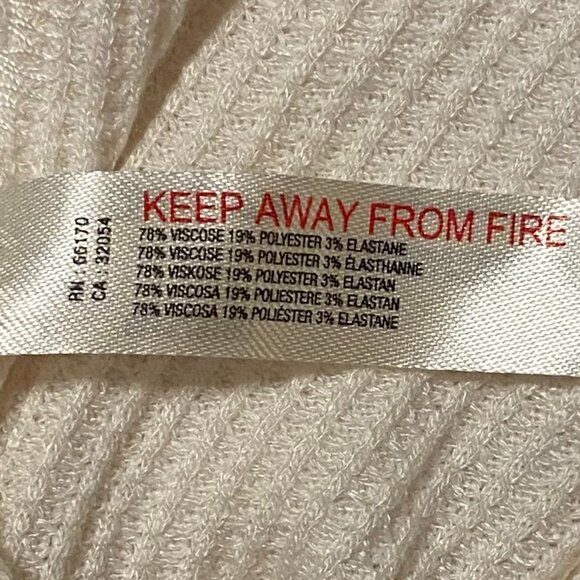 KEEP AWAY FROM FIRE
78% VISCOSE 19% POLYESTER 3% ELASTANE
78% VISCOSE 19% POLYESTER 3% ÉLASTHANNE
78% VISKOSE 19% POLYESTER 3% ELASTAN
78% VISCOSA 19% POLIESTERE 3% ELASTAN
78% VISCOSA 19% POLIÉSTER 3% ELASTANE
RN : 66170
CA : 32054